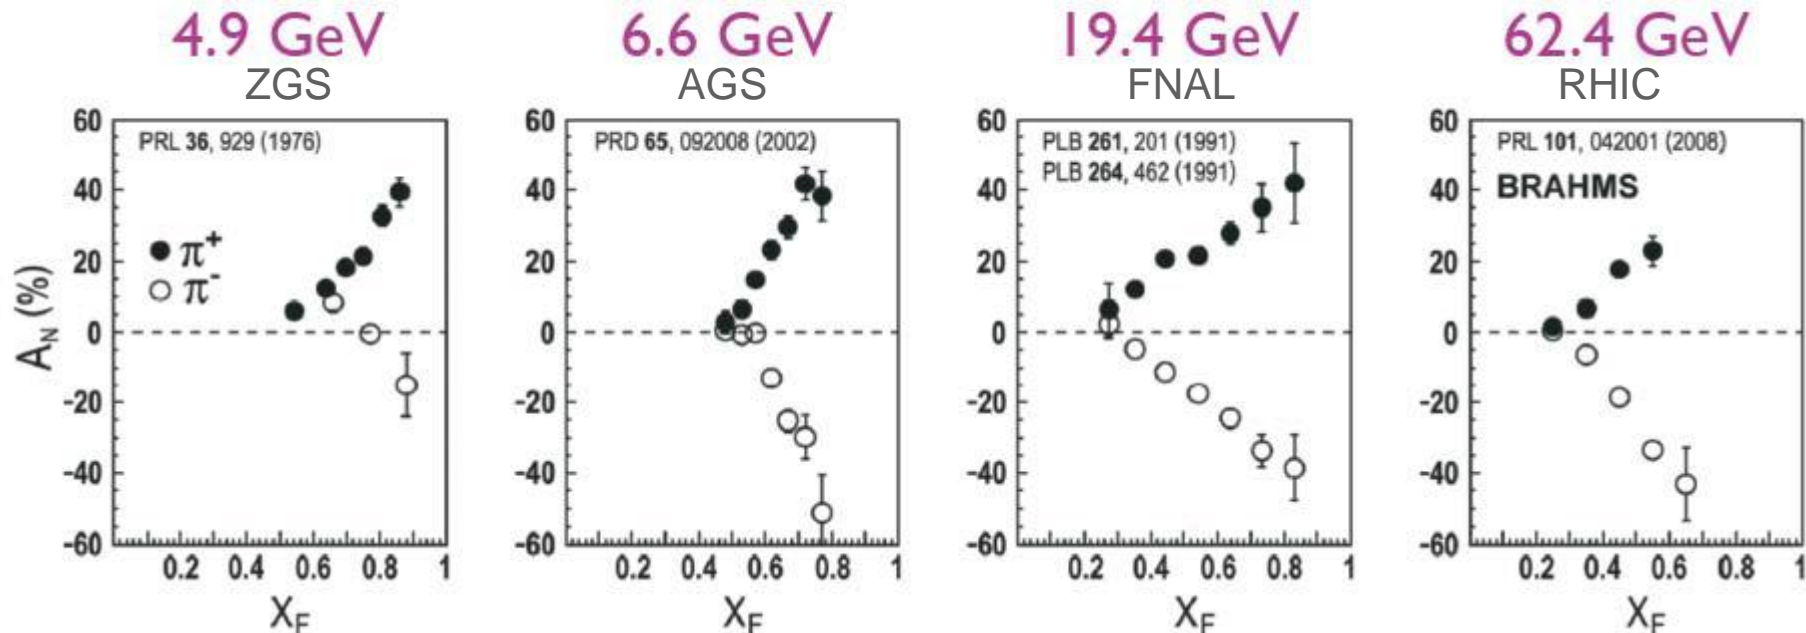 4.9 GeV
ZGS
PRL 36, 929 (1976)
π+
π-
AN (%)
60
40
20
0
-20
-40
-60
0.2 0.4 0.6 0.8 1
XF
6.6 GeV
AGS
PRD 65, 092008 (2002)
60
40
20
0
-20
-40
-60
0.2 0.4 0.6 0.8 1
XF
19.4 GeV
FNAL
PLB 261, 201 (1991)
PLB 264, 462 (1991)
60
40
20
0
-20
-40
-60
0.2 0.4 0.6 0.8 1
XF
62.4 GeV
RHIC
PRL 101, 042001 (2008)
BRAHMS
60
40
20
0
-20
-40
-60
0.2 0.4 0.6 0.8 1
XF